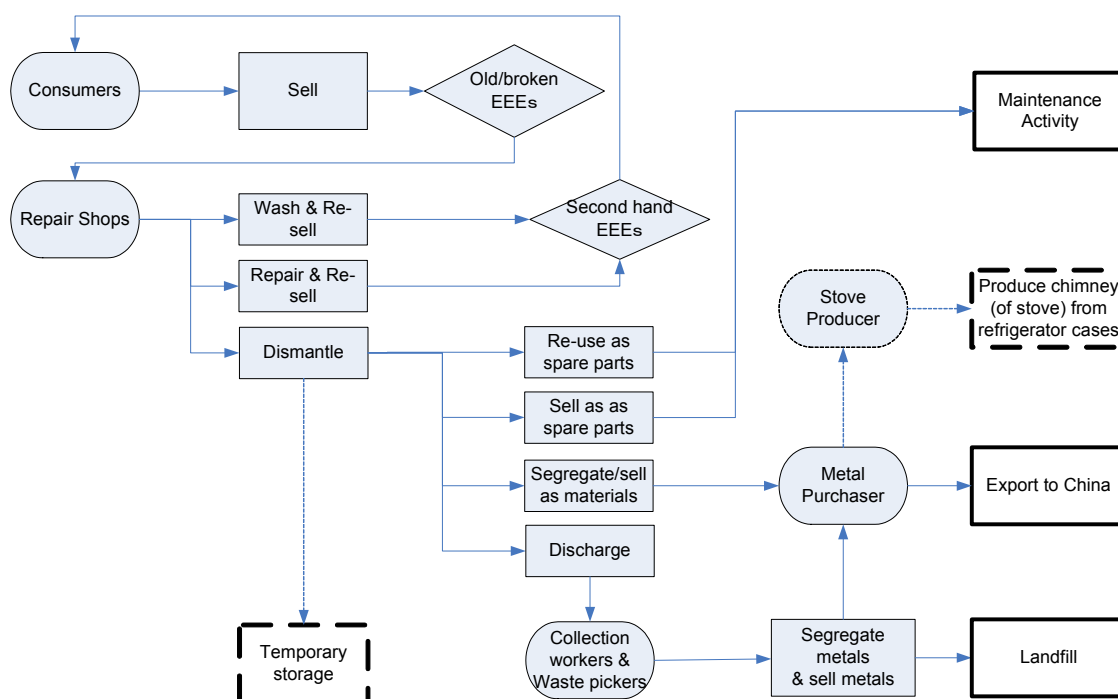 Consumers
Sell
Old/broken
EEEs
Maintenance
Activity
Repair Shops
Wash & Re-
sell
Second hand
EEEs
Repair & Re-
sell
Stove
Producer
Produce chimney
(of stove) from
refrigerator cases
Dismantle
Re-use as
spare parts
Sell as as
spare parts
Segregate/sell
as materials
Metal
Purchaser
Export to China
Discharge
Temporary
storage
Collection
workers &
Waste pickers
Segregate
metals
& sell metals
Landfill